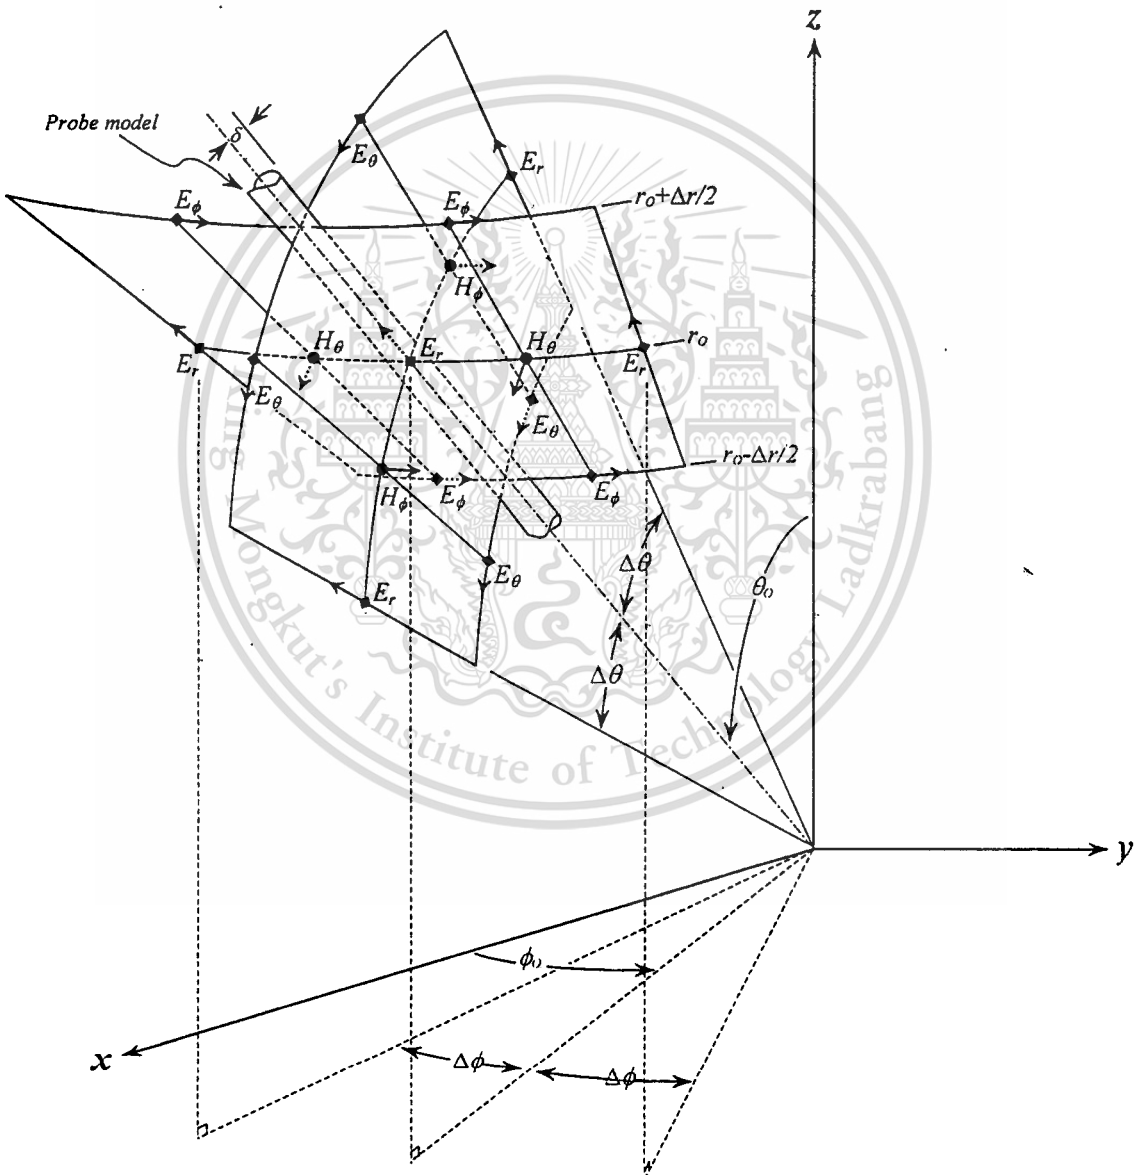 z
Probe model
δ
E_θ
E_r
E_ϕ
E_ϕ
r_o+Δr/2
H_ϕ
E_r
H_θ
E_r
H_θ
E_r
r_o
E_θ
E_θ
r_o-Δr/2
H_ϕ
E_ϕ
E_ϕ
E_r
E_θ
Δθ
θ_o
Δθ
y
ϕ_o
x
Δϕ
Δϕ
King Mongkut's Institute of Technology Ladkrabang